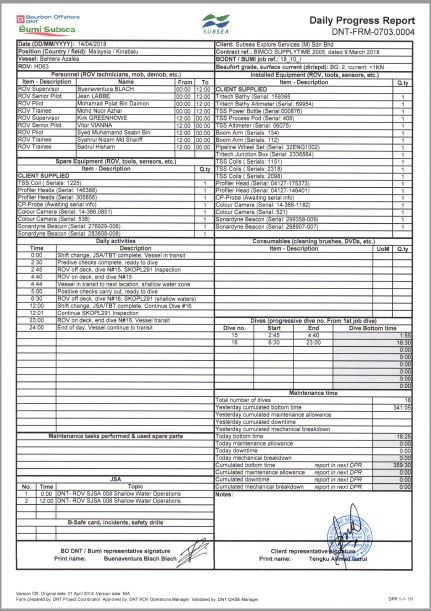 Bourbon Offshore
DNT
Bumi Subsea
SUBSEA
Daily Progress Report
DNT-FRM-0703.0004
Date (DD/MM/YYYY): 14/04/2018
Position (Country / field): Malaysia / Kinabalu
Vessel: Bahtera Azalea
ROV: HD63
Client: Subsea Explore Services (M) Sdn Bhd
Contract ref.: BIMCO SUPPLYTIME 2005, dated 9 March 2018
BODNT / BUMI job ref.: 18_10_I
Beaufort grade, surface current (dir/spd): BG: 2, current: <1KN
Personnel (ROV technicians, mob, demob, etc.)
Item - Description Name From To
ROV Supervisor Buenaventura BLACH 00:00 12:00
ROV Senior Pilot Jean LABBE 00:00 12:00
ROV Pilot Mohamad Polat Bin Daimon 00:00 12:00
ROV Trainee Mohd Noor Azhar 00:00 12:00
ROV Supervisor Kirk GREENHOWE 12:00 00:00
ROV Senior Pilot Vitor VIANNA 12:00 00:00
ROV Pilot Syed Muhamamd Ssabri Bin 12:00 00:00
ROV Trainee Syahrul Nizam Md Shariff 12:00 00:00
ROV Trainee Badrul Hisham 12:00 00:00
Installed Equipment (ROV, tools, sensors, etc.)
Item - Description Q.ty
CLIENT SUPPLIED
Tritech Bathy (Serial: 159385 1
Tritech Bathy Altimeter (Serial: 69954) 1
TSS Power Bottle (Serial: 000876) 1
TSS Process Pod (Serial: 408) 1
TSS Altimeter (Serial: 06075) 1
Boom Arm (Serial: 134) 1
Boom Arm (Serial: 112) 1
Pipeline Wheel Set (Serial: 32ENG1002) 1
Tritech Junction Box (Serial: 2336564) 1
TSS Coils (Serial: 1151) 1
TSS Coils (Serial: 2318) 1
TSS Coils (Serial: 2098) 1
Profiler Head (Serial: 04127-175373) 1
Profiler Head (Serial: 04127-146401) 1
CP-Probe (Awaiting serial info) 1
Colour Camera (Serial: 14-366-1182) 1
Colour Camera (Serial: 521) 1
Sonardyne Beacon (Serial: 299358-009) 1
Sonardyne Beacon (Serial: 298907-007) 1
Spare Equipment (ROV, tools, sensors, etc.)
Item - Description Q.ty
CLIENT SUPPLIED
TSS Coil ( Serials: 1225) 1
Profiler Heads (Serial: 146388) 1
Profiler Heads (Serial: 305856) 1
CP-Probe (Awaiting serial info) 1
Colour Camera (Serial: 14-366.0851) 1
Colour Camera (Serial: 538) 1
Sonardyne Beacon (Serial: 276929-008) 1
Sonardyne Beacon (Serial: 283608-008) 1
Daily activities
Time Description
0:00 Shift change, JSA/TBT complete, Vessel in transit
2:30 Predive checks complete, ready to dive
2:45 ROV off deck, dive N#15, SKOPL291 Inspection
4:40 ROV on deck, end dive N#15
4:44 Vessel in transit to next location, shallow water zone
5:00 Posdive checks carry out, ready to dive
6:30 ROV off deck, dive N#16, SKOPL291 (shallow waters)
12:00 Shift change, JSA/TBT complete, Continue Dive #16
12:01 Continue SKOPL291 Inspection
23:00 ROV on deck, end dive N#16, Vessel transit
24:00 End of day, Vessel continue to transit
Consumables (cleaning brushes, DVDs, etc.)
Item - Description UoM Q.ty
Dives (progressive dive no. From 1st job dive)
Dive no. Start End Dive Bottom time
15 2:45 4:40 1:55
16 6:30 23:00 16:30
0:00
0:00
0:00
0:00
0:00
Maintenance time
Total number of dives 16
Yesterday cumulated bottom time 341:05
Yesterday cumulated maintenance allowance
Yesterday cumulated downtime
Yesterday cumulated mechanical breakdown
Today bottom time 18:25
Today maintenance allowance 0:00
Today downtime 0:00
Today mechanical breakdown 0:00
Cumulated bottom time report in next DPR 359:30
Cumulated maintenance allowance report in next DPR 0:00
Cumulated downtime report in next DPR 0:00
Cumulated mechanical breakdown report in next DPR 0:00
Maintenance tasks performed & used spare parts
JSA
No. Time Topic
1 0:00 DNT- ROV SJSA 008 Shallow Water Operations
2 12:00 DNT- ROV SJSA 008 Shallow Water Operations
B-Safe card, incidents, safety drills
Notes:
BO DNT / Bumi representative signature
Print name: Buenaventura Blach Blach
Client representative signature
Print name: Tengku Ahmad
Version CR. Original date: 01 April 2014. Version date: N/A.
Form prepared by: DNT Project Coordinator. Approved by: DNT ROV Operations Manager. Validated by: DNT QHSE Manager.
DPR 1-1- 1/1